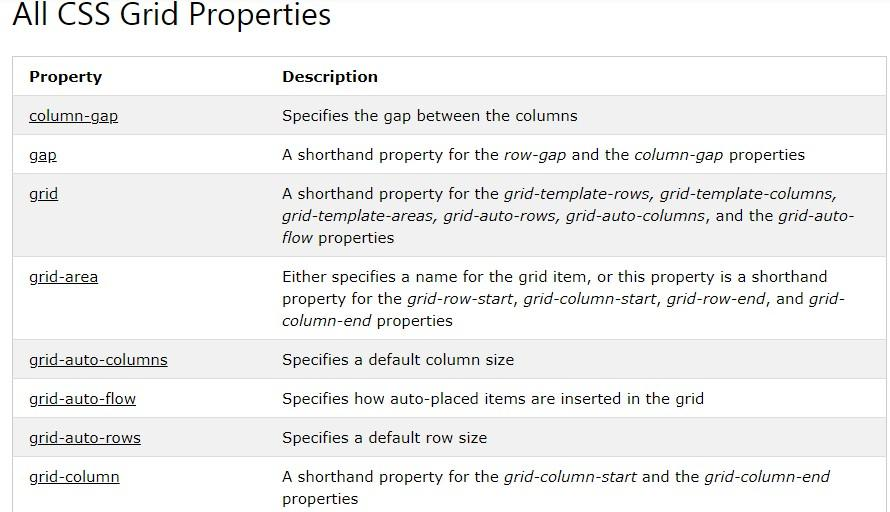 All CSS Grid Properties
Property Description
column-gap Specifies the gap between the columns
gap A shorthand property for the row-gap and the column-gap properties
grid A shorthand property for the grid-template-rows, grid-template-columns,
grid-template-areas, grid-auto-rows, grid-auto-columns, and the grid-auto-
flow properties
grid-area Either specifies a name for the grid item, or this property is a shorthand
property for the grid-row-start, grid-column-start, grid-row-end, and grid-
column-end properties
grid-auto-columns Specifies a default column size
grid-auto-flow Specifies how auto-placed items are inserted in the grid
grid-auto-rows Specifies a default row size
grid-column A shorthand property for the grid-column-start and the grid-column-end
properties